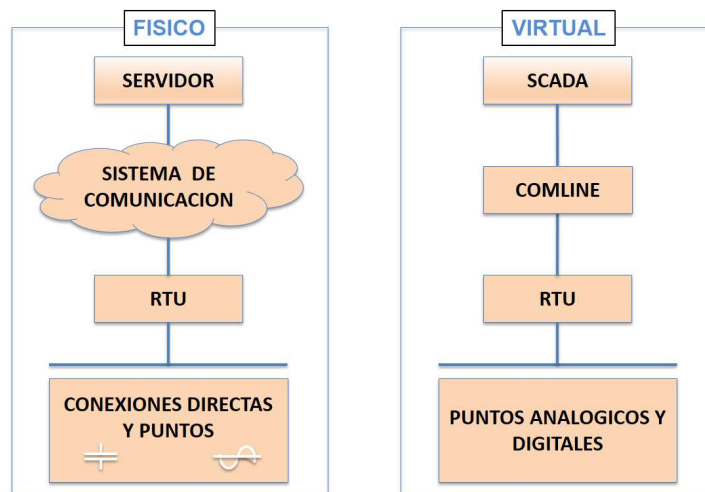 FISICO
SERVIDOR
SISTEMA DE
COMUNICACION
RTU
CONEXIONES DIRECTAS
Y PUNTOS
VIRTUAL
SCADA
COMLINE
RTU
PUNTOS ANALOGICOS Y
DIGITALES